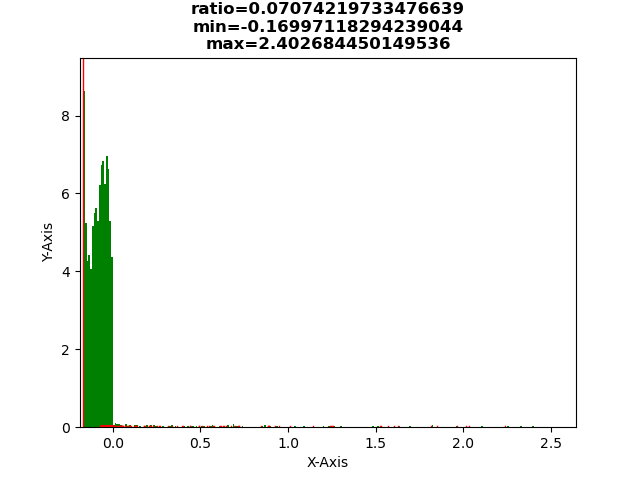 ratio=0.07074219733476639
min=-0.16997118294239044
max=2.402684450149536
8
6
4
2
0
Y-Axis
0.0 0.5 1.0 1.5 2.0 2.5
X-Axis